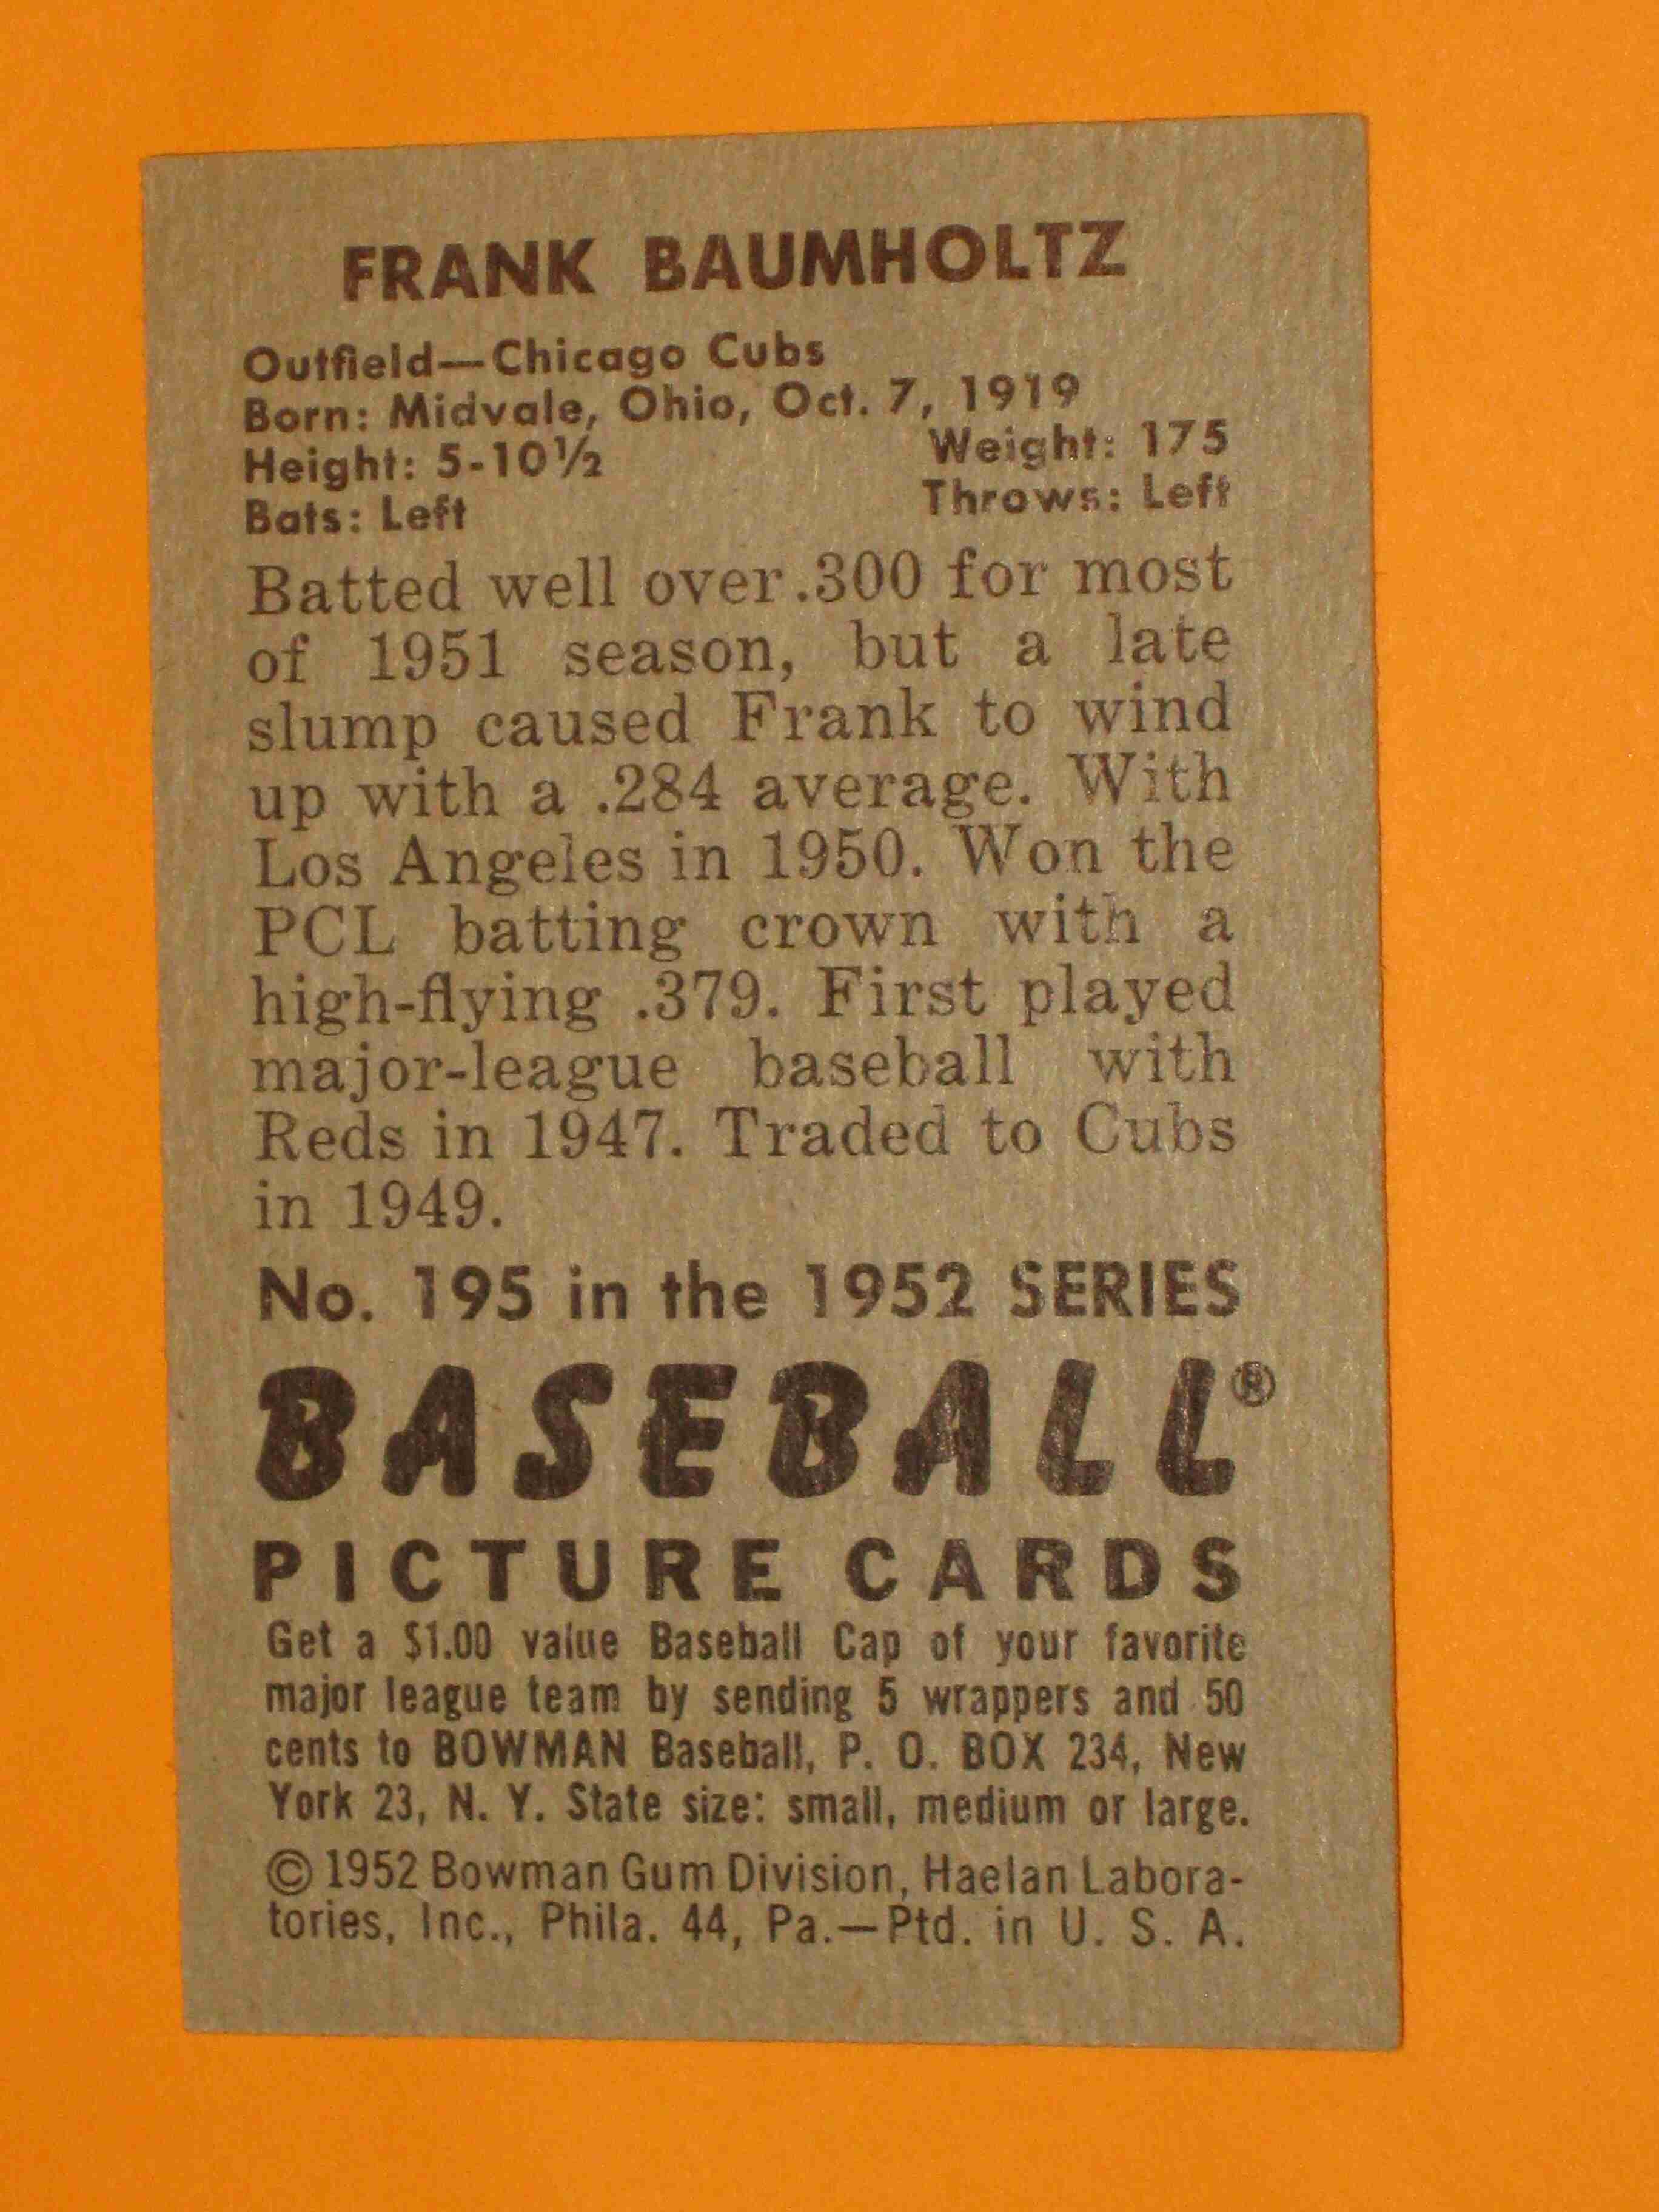 FRANK BAUMHOLTZ
Outfield—Chicago Cubs
Born: Midvale, Ohio, Oct. 7, 1919
Height: 5-10½ Weight: 175
Bats: Left Throws: Left
Batted well over .300 for most
of 1951 season, but a late
slump caused Frank to wind
up with a .284 average. With
Los Angeles in 1950. Won the
PCL batting crown with a
high-flying .379. First played
major-league baseball with
Reds in 1947. Traded to Cubs
in 1949.
No. 195 in the 1952 SERIES
BASEBALL®
PICTURE CARDS
Get a $1.00 value Baseball Cap of your favorite
major league team by sending 5 wrappers and 50
cents to BOWMAN Baseball, P. O. BOX 234, New
York 23, N. Y. State size: small, medium or large.
© 1952 Bowman Gum Division, Haelan Labora-
tories, Inc., Phila. 44, Pa.—Ptd. in U. S. A.